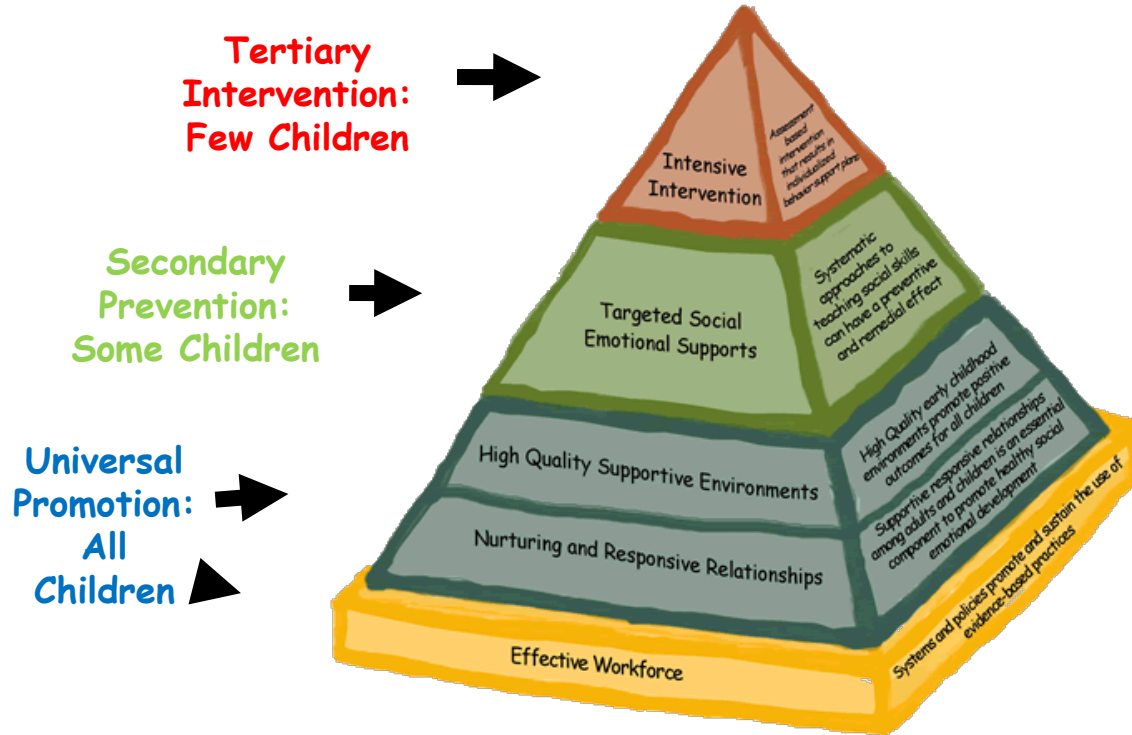 Tertiary
Intervention:
Few Children
Secondary
Prevention:
Some Children
Universal
Promotion:
All
Children
Intensive
Intervention
Assessment
based
intervention
that results in
individualized
behavior support plans
Targeted Social
Emotional Supports
Systematic
approaches to
teaching social skills
can have a preventive
and remedial effect
High Quality Supportive Environments
High Quality early childhood
environments promote positive
outcomes for all children
Nurturing and Responsive Relationships
Supportive responsive relationships
among adults and children is an essential
component to promote healthy social
emotional development
Effective Workforce
Systems and policies promote and sustain the use of
evidence-based practices